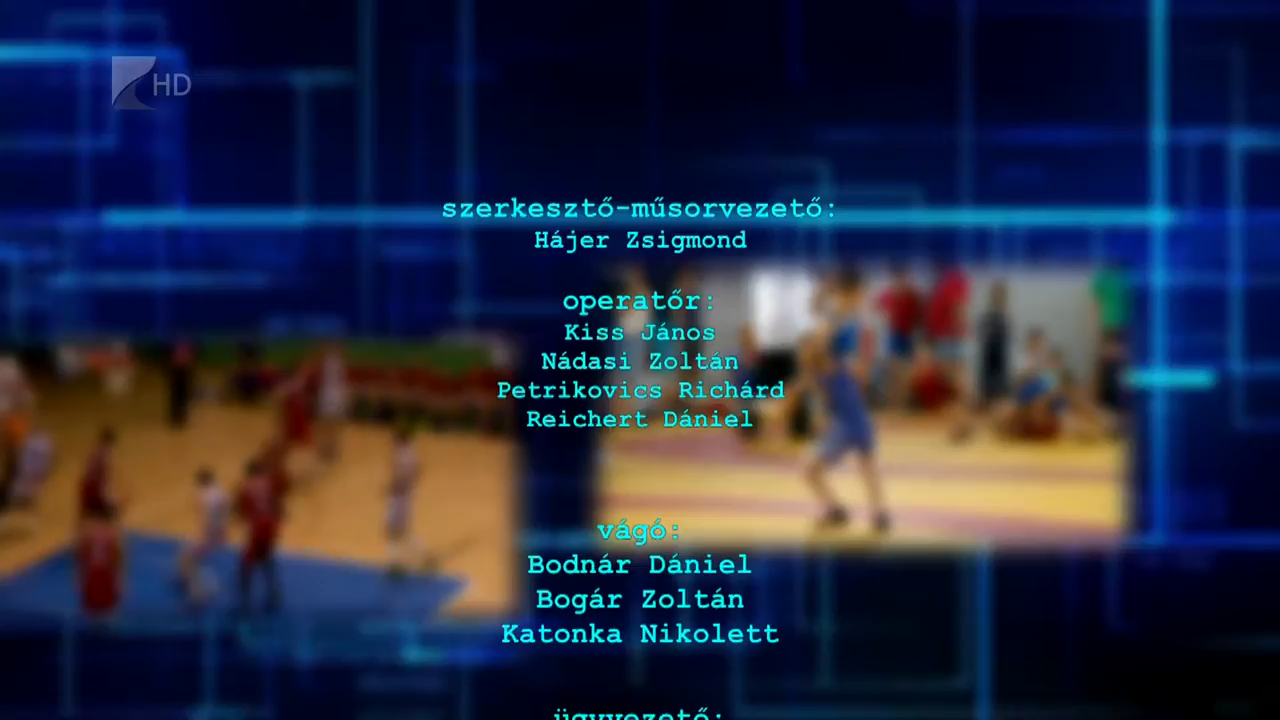 HD
szerkesztő-műsorvezető:
Hájer Zsigmond
operatőr:
Kiss János
Nádasi Zoltán
Petrikovics Richárd
Reichert Dániel
vágó:
Bodnár Dániel
Bogár Zoltán
Katonka Nikolett
ügyvezető: